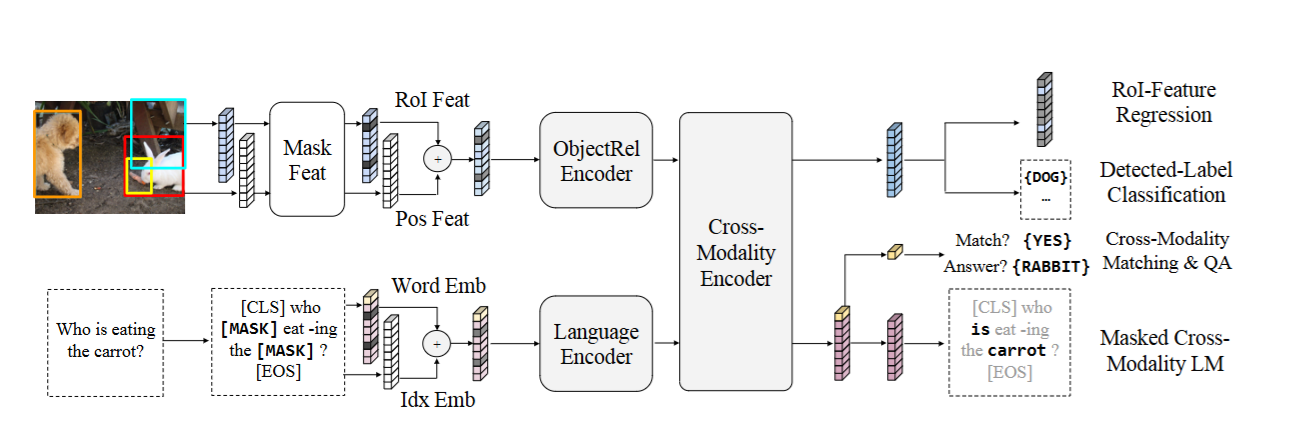 RoI Feat
Mask
Feat
+
Pos Feat
ObjectRel
Encoder
Cross-
Modality
Encoder
RoI-Feature
Regression
{DOG}
...
Detected-Label
Classification
Match? {YES}
Answer? {RABBIT}
Cross-Modality
Matching & QA
Who is eating
the carrot?
[CLS] who
[MASK] eat -ing
the [MASK] ?
[EOS]
Word Emb
+
Idx Emb
Language
Encoder
[CLS] who
is eat -ing
the carrot ?
[EOS]
Masked Cross-
Modality LM